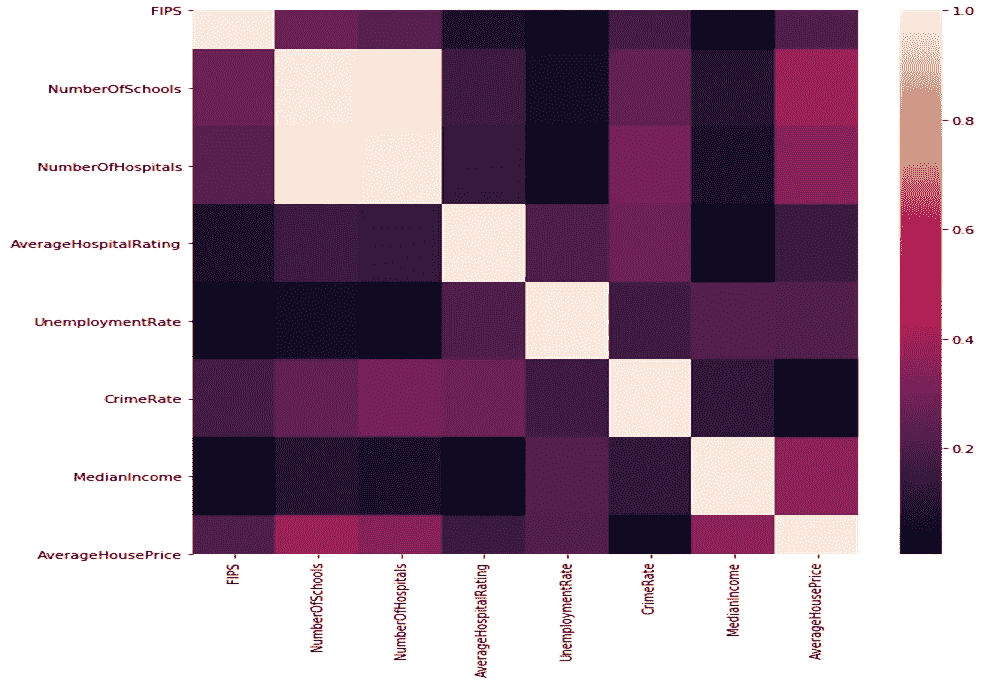 FIPS
NumberOfSchools
NumberOfHospitals
AverageHospitalRating
UnemploymentRate
CrimeRate
MedianIncome
AverageHousePrice
FIPS
NumberOfSchools
NumberOfHospitals
AverageHospitalRating
UnemploymentRate
CrimeRate
MedianIncome
AverageHousePrice
1.0
0.8
0.6
0.4
0.2